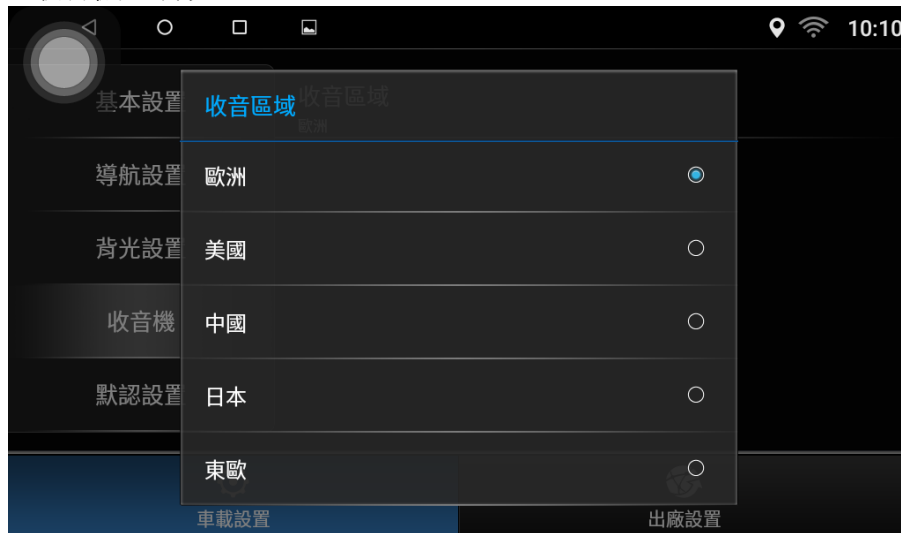 10:10
收音區域
歐洲
基本設置
導航設置
背光設置
收音機
默認設置
收音區域
歐洲
美國
中國
日本
東歐
車載設置
出廠設置